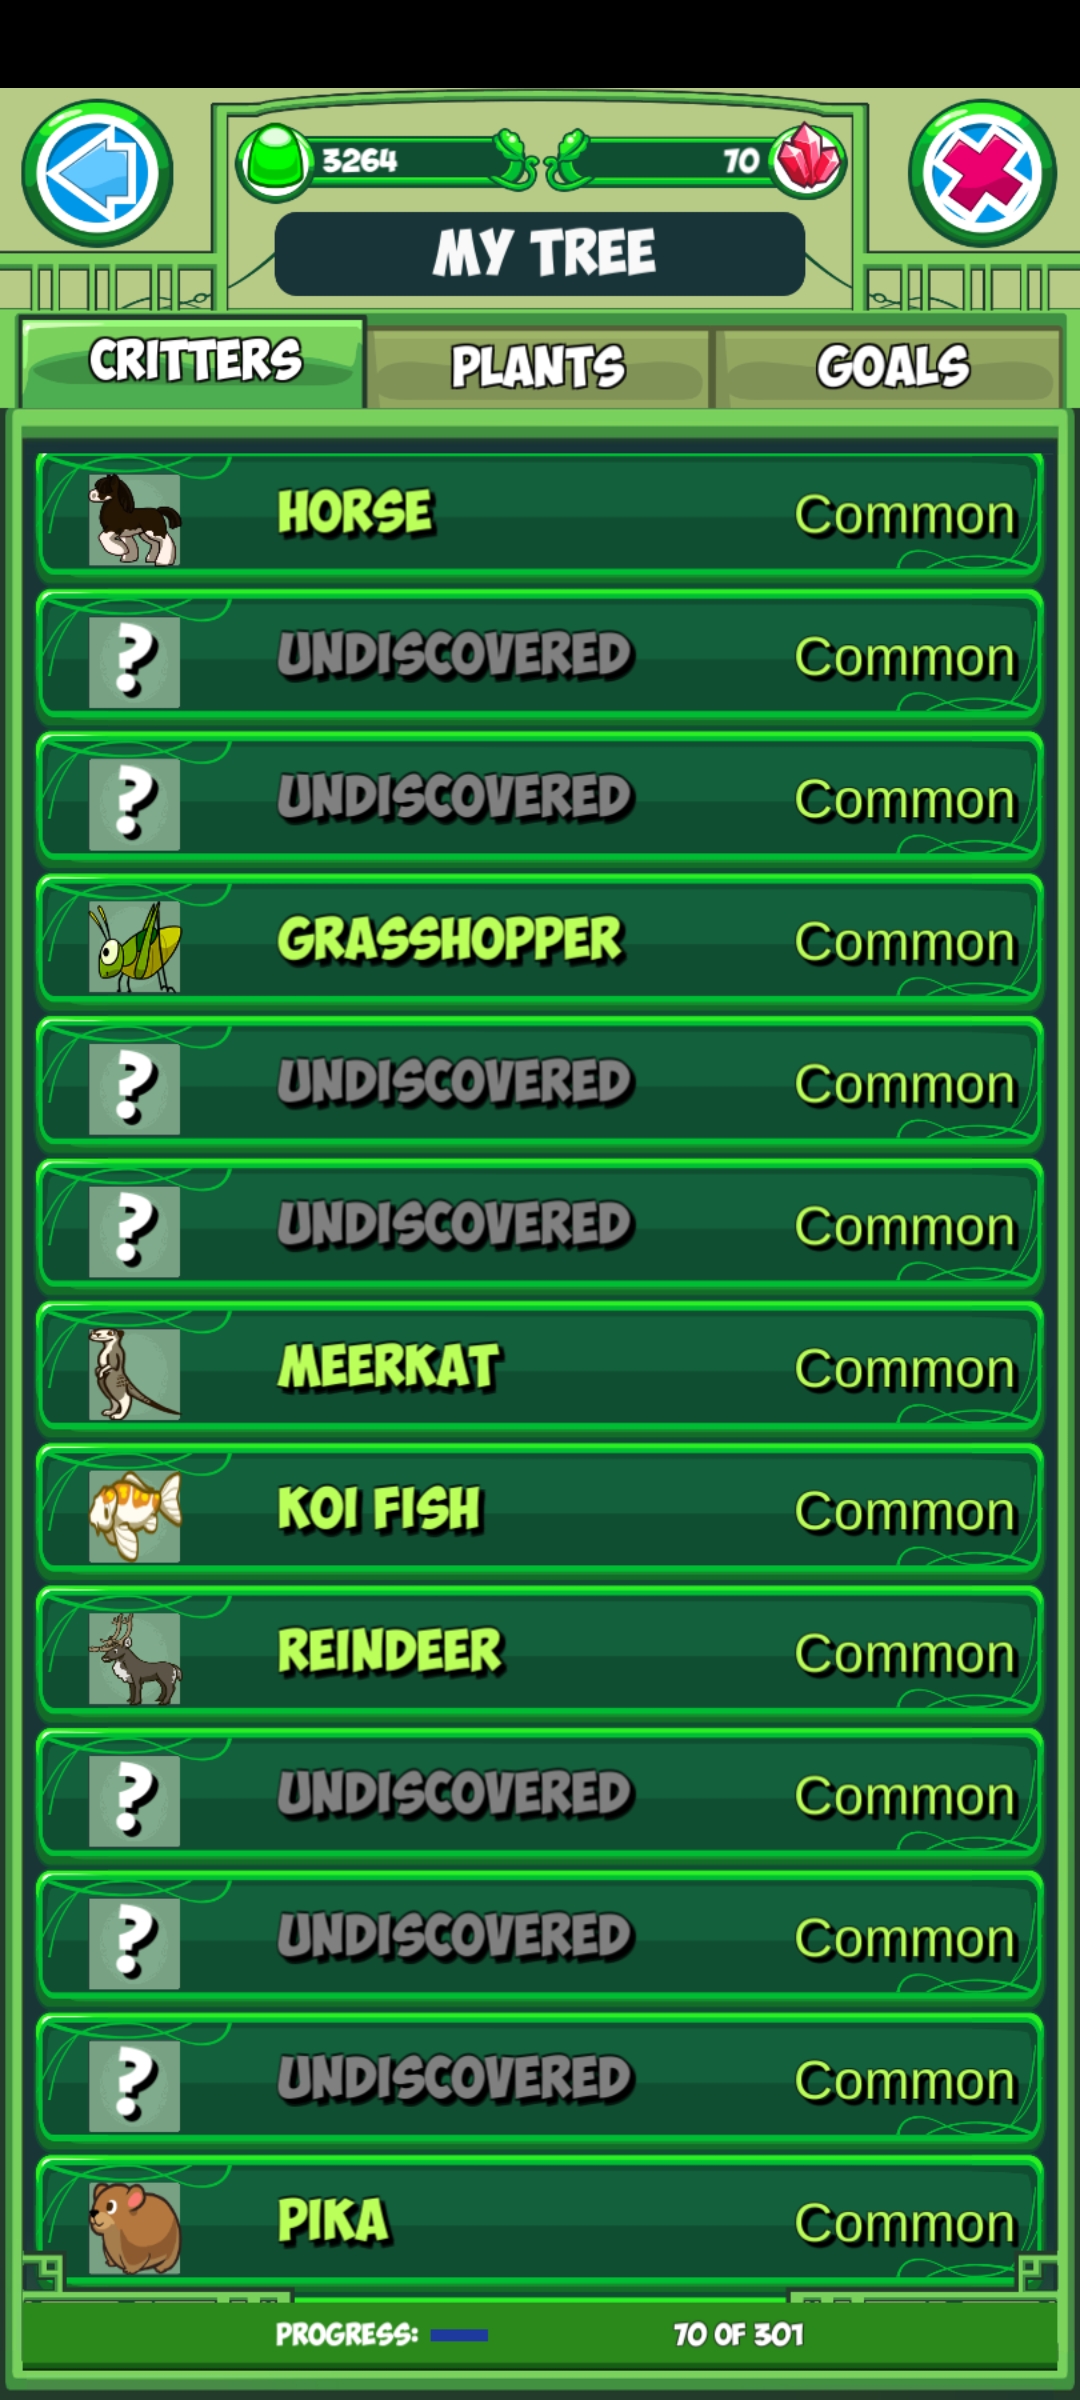 3264
70
MY TREE
CRITTERS
PLANTS
GOALS
HORSE Common
? UNDISCOVERED Common
? UNDISCOVERED Common
GRASSHOPPER Common
? UNDISCOVERED Common
? UNDISCOVERED Common
MEERKAT Common
KOI FISH Common
REINDEER Common
? UNDISCOVERED Common
? UNDISCOVERED Common
? UNDISCOVERED Common
PIKA Common
PROGRESS: 70 OF 301